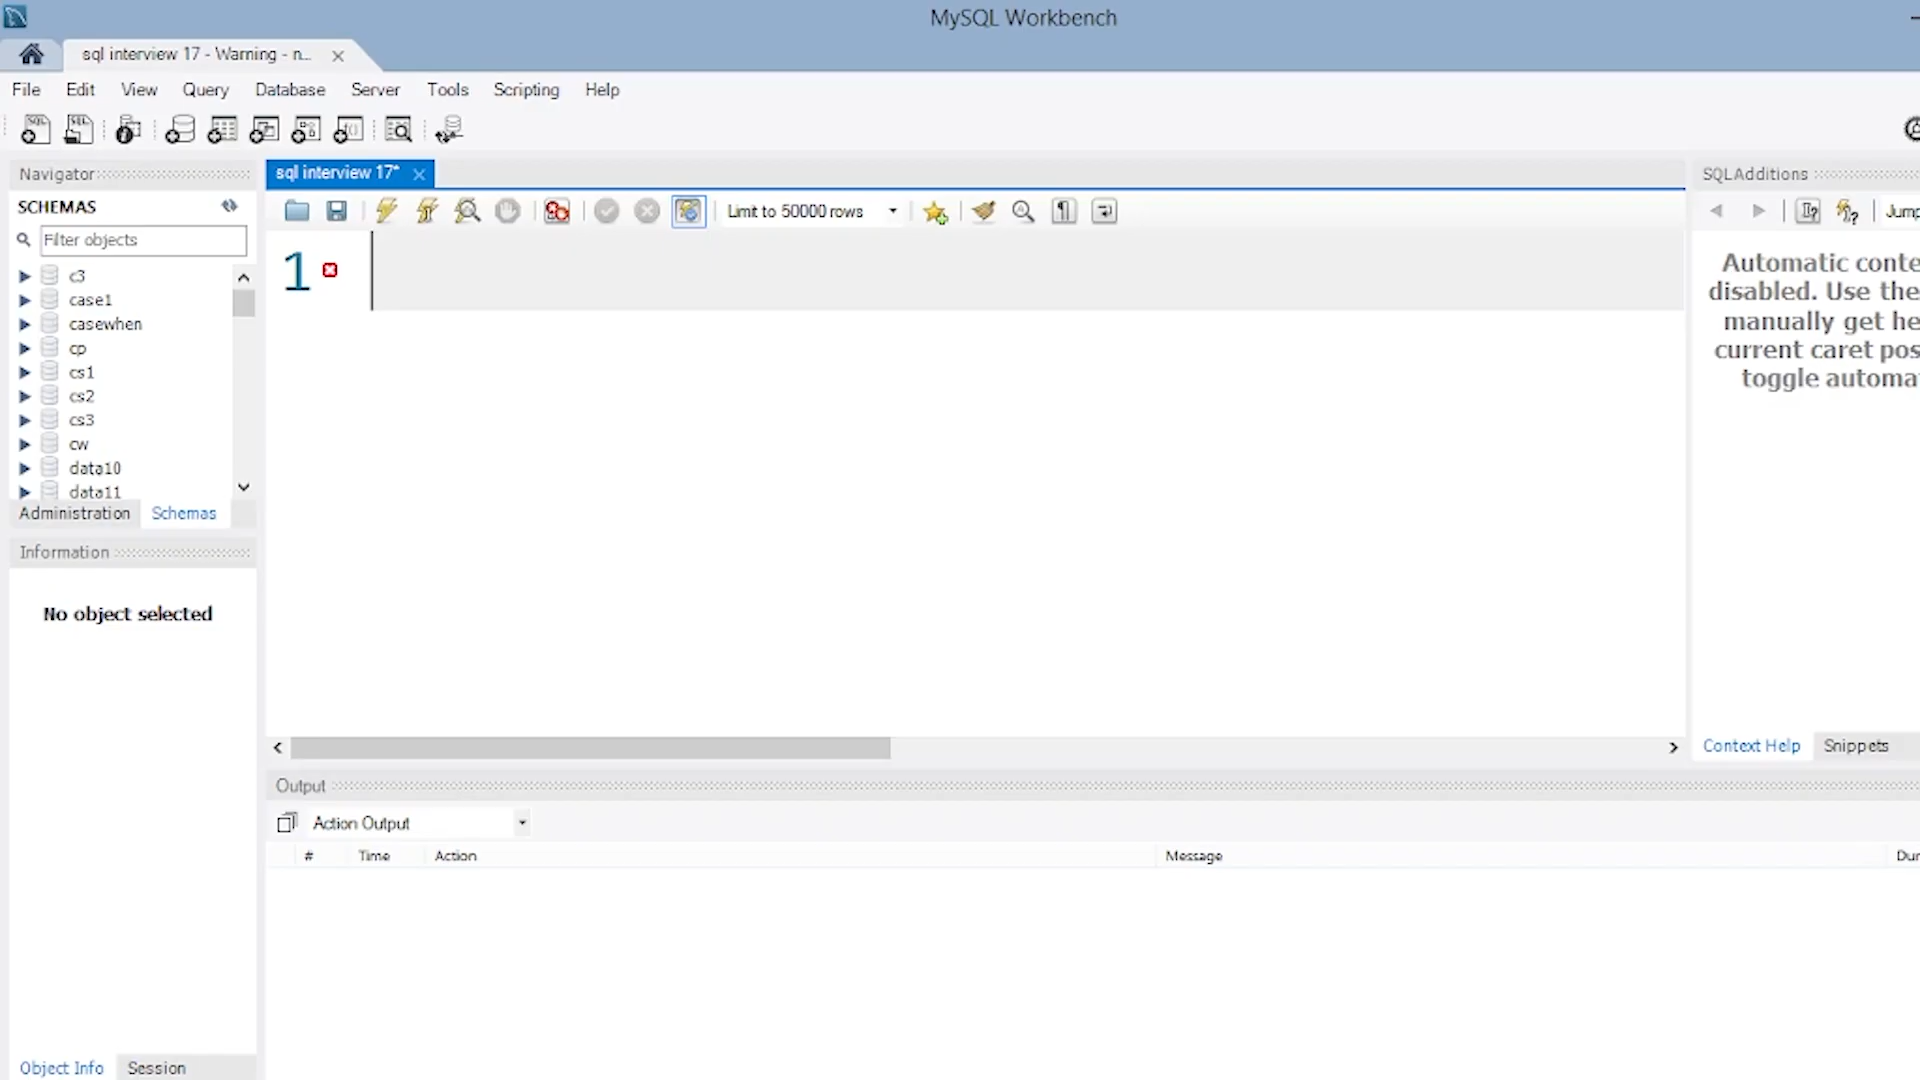 MySQL Workbench
sql interview 17 - Warning - n...
File Edit View Query Database Server Tools Scripting Help
Navigator
sql interview 17*
SQLAdditions
SCHEMAS
Limit to 50000 rows
Jump
Filter objects
1
c3
case1
casewhen
cp
cs1
cs2
cs3
cw
data10
data11
Automatic conte
disabled. Use the
manually get he
current caret pos
toggle automa
Administration Schemas
Information
No object selected
Context Help Snippets
Output
Action Output
# Time Action Message Dur
Object Info Session